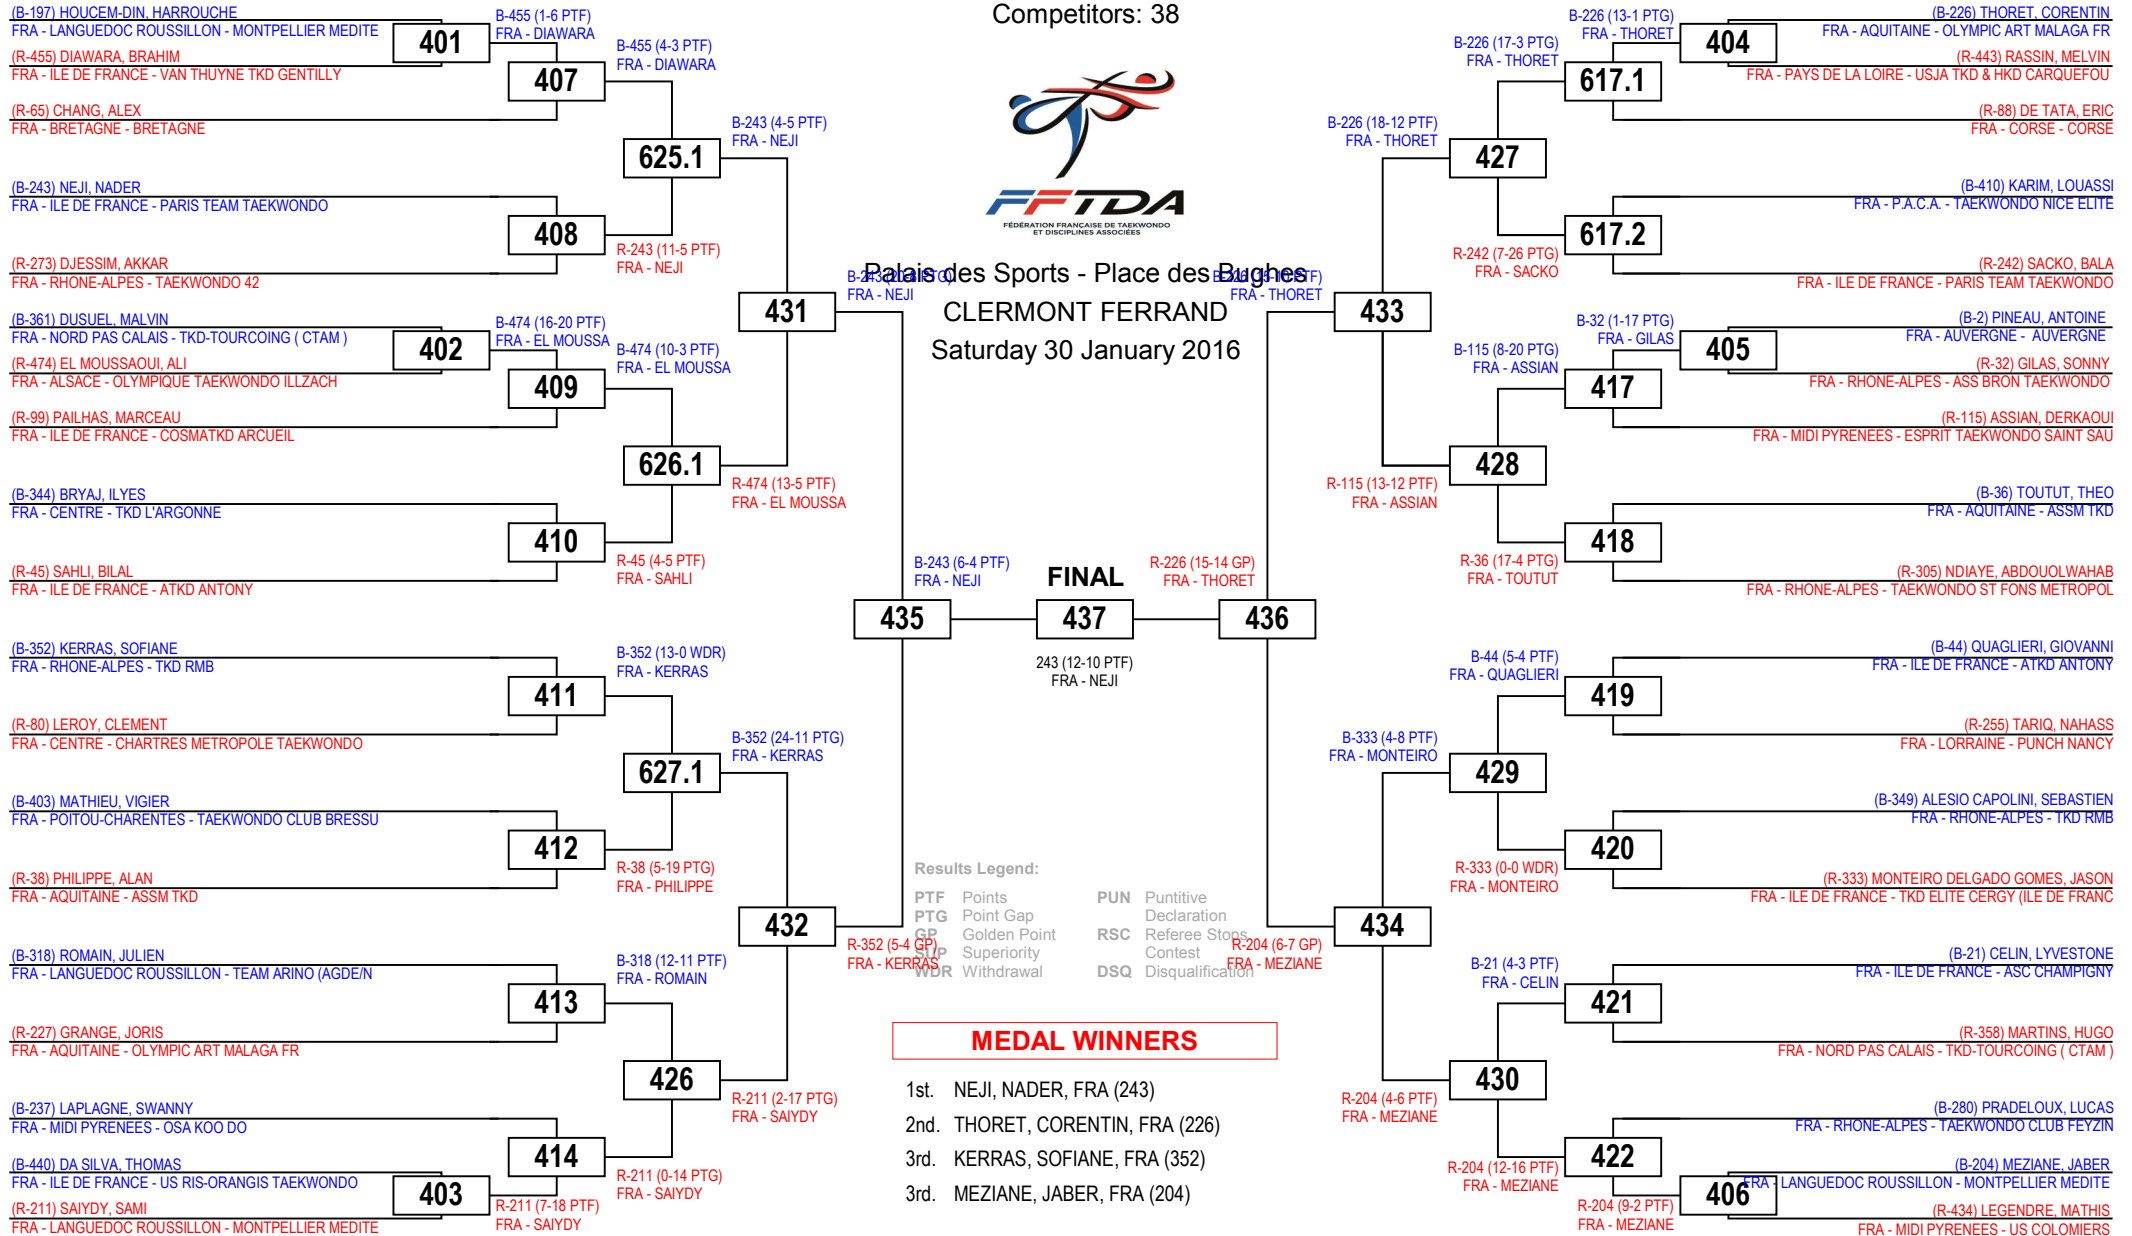 Competitors: 38
FFTDA
FÉDÉRATION FRANÇAISE DE TAEKWONDO
ET DISCIPLINES ASSOCIÉES
Palais des Sports - Place des Bughes
CLERMONT FERRAND
Saturday 30 January 2016
(B-197) HOUCEM-DIN, HARROUCHE
FRA - LANGUEDOC ROUSSILLON - MONTPELLIER MEDITE
(R-455) DIAWARA, BRAHIM
FRA - ILE DE FRANCE - VAN THUYNE TKD GENTILLY
(R-65) CHANG, ALEX
FRA - BRETAGNE - BRETAGNE
(B-243) NEJI, NADER
FRA - ILE DE FRANCE - PARIS TEAM TAEKWONDO
(R-273) DJESSIM, AKKAR
FRA - RHONE-ALPES - TAEKWONDO 42
(B-361) DUSUEL, MALVIN
FRA - NORD PAS CALAIS - TKD-TOURCOING ( CTAM )
(R-474) EL MOUSSAOUI, ALI
FRA - ALSACE - OLYMPIQUE TAEKWONDO ILLZACH
(R-99) PAILHAS, MARCEAU
FRA - ILE DE FRANCE - COSMATKD ARCUEIL
(B-344) BRYAJ, ILYES
FRA - CENTRE - TKD L'ARGONNE
(R-45) SAHLI, BILAL
FRA - ILE DE FRANCE - ATKD ANTONY
(B-352) KERRAS, SOFIANE
FRA - RHONE-ALPES - TKD RMB
(R-80) LEROY, CLEMENT
FRA - CENTRE - CHARTRES METROPOLE TAEKWONDO
(B-403) MATHIEU, VIGIER
FRA - POITOU-CHARENTES - TAEKWONDO CLUB BRESSU
(R-38) PHILIPPE, ALAN
FRA - AQUITAINE - ASSM TKD
(B-318) ROMAIN, JULIEN
FRA - LANGUEDOC ROUSSILLON - TEAM ARINO (AGDE/N
(R-227) GRANGE, JORIS
FRA - AQUITAINE - OLYMPIC ART MALAGA FR
(B-237) LAPLAGNE, SWANNY
FRA - MIDI PYRENEES - OSA KOO DO
(B-440) DA SILVA, THOMAS
FRA - ILE DE FRANCE - US RIS-ORANGIS TAEKWONDO
(R-211) SAIYDY, SAMI
FRA - LANGUEDOC ROUSSILLON - MONTPELLIER MEDITE
401
402
403
B-455 (1-6 PTF)
FRA - DIAWARA
B-474 (16-20 PTF)
FRA - EL MOUSSA
R-211 (7-18 PTF)
FRA - SAIYDY
407
408
409
410
411
412
413
414
B-455 (4-3 PTF)
FRA - DIAWARA
R-243 (11-5 PTF)
FRA - NEJI
B-474 (10-3 PTF)
FRA - EL MOUSSA
R-45 (4-5 PTF)
FRA - SAHLI
B-352 (13-0 WDR)
FRA - KERRAS
R-38 (5-19 PTG)
FRA - PHILIPPE
B-318 (12-11 PTF)
FRA - ROMAIN
R-211 (0-14 PTG)
FRA - SAIYDY
625.1
626.1
627.1
426
B-243 (4-5 PTF)
FRA - NEJI
R-474 (13-5 PTF)
FRA - EL MOUSSA
B-352 (24-11 PTG)
FRA - KERRAS
R-211 (2-17 PTG)
FRA - SAIYDY
431
432
FRA - NEJI
R-352 (5-4 GP)
FRA - KERRAS
435
B-243 (6-4 PTF)
FRA - NEJI
FINAL
437
243 (12-10 PTF)
FRA - NEJI
R-226 (15-14 GP)
FRA - THORET
436
FRA - THORET
R-204 (6-7 GP)
FRA - MEZIANE
433
434
B-226 (18-12 PTF)
FRA - THORET
R-115 (13-12 PTF)
FRA - ASSIAN
B-333 (4-8 PTF)
FRA - MONTEIRO
R-204 (4-6 PTF)
FRA - MEZIANE
427
428
429
430
B-226 (17-3 PTG)
FRA - THORET
R-242 (7-26 PTG)
FRA - SACKO
B-115 (8-20 PTG)
FRA - ASSIAN
R-36 (17-4 PTG)
FRA - TOUTUT
B-44 (5-4 PTF)
FRA - QUAGLIERI
R-333 (0-0 WDR)
FRA - MONTEIRO
B-21 (4-3 PTF)
FRA - CELIN
R-204 (12-16 PTF)
FRA - MEZIANE
617.1
617.2
417
418
419
420
421
422
B-226 (13-1 PTG)
FRA - THORET
B-32 (1-17 PTG)
FRA - GILAS
R-204 (9-2 PTF)
FRA - MEZIANE
404
405
406
(B-226) THORET, CORENTIN
FRA - AQUITAINE - OLYMPIC ART MALAGA FR
(R-443) RASSIN, MELVIN
FRA - PAYS DE LA LOIRE - USJA TKD & HKD CARQUEFOU
(R-88) DE TATA, ERIC
FRA - CORSE - CORSE
(B-410) KARIM, LOUASSI
FRA - P.A.C.A. - TAEKWONDO NICE ELITE
(R-242) SACKO, BALA
FRA - ILE DE FRANCE - PARIS TEAM TAEKWONDO
(B-2) PINEAU, ANTOINE
FRA - AUVERGNE - AUVERGNE
(R-32) GILAS, SONNY
FRA - RHONE-ALPES - ASS BRON TAEKWONDO
(R-115) ASSIAN, DERKAOUI
FRA - MIDI PYRENEES - ESPRIT TAEKWONDO SAINT SAU
(B-36) TOUTUT, THEO
FRA - AQUITAINE - ASSM TKD
(R-305) NDIAYE, ABDOUOLWAHAB
FRA - RHONE-ALPES - TAEKWONDO ST FONS METROPOL
(B-44) QUAGLIERI, GIOVANNI
FRA - ILE DE FRANCE - ATKD ANTONY
(R-255) TARIQ, NAHASS
FRA - LORRAINE - PUNCH NANCY
(B-349) ALESIO CAPOLINI, SEBASTIEN
FRA - RHONE-ALPES - TKD RMB
(R-333) MONTEIRO DELGADO GOMES, JASON
FRA - ILE DE FRANCE - TKD ELITE CERGY (ILE DE FRANC
(B-21) CELIN, LYVESTONE
FRA - ILE DE FRANCE - ASC CHAMPIGNY
(R-358) MARTINS, HUGO
FRA - NORD PAS CALAIS - TKD-TOURCOING ( CTAM )
(B-280) PRADELOUX, LUCAS
FRA - RHONE-ALPES - TAEKWONDO CLUB FEYZIN
(B-204) MEZIANE, JABER
FRA - LANGUEDOC ROUSSILLON - MONTPELLIER MEDITE
(R-434) LEGENDRE, MATHIS
FRA - MIDI PYRENEES - US COLOMIERS
Results Legend:
PTF Points
PTG Point Gap
GP Golden Point
SUP Superiority
WDR Withdrawal
PUN Puntitive
Declaration
RSC Referee Stops
Contest
DSQ Disqualification
MEDAL WINNERS
1st. NEJI, NADER, FRA (243)
2nd. THORET, CORENTIN, FRA (226)
3rd. KERRAS, SOFIANE, FRA (352)
3rd. MEZIANE, JABER, FRA (204)